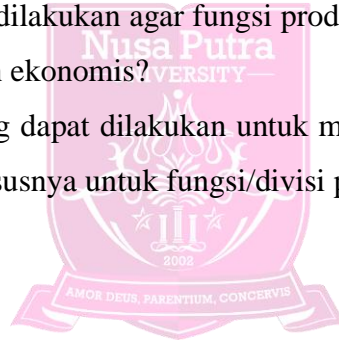 dilakukan agar fungsi prod
Nusa Putra
UNIVERSITY
ekonomis?
dapat dilakukan untuk m
susnya untuk fungsi/divisi p
2002
AMOR DEUS, PARENTIUM, CONCERVIS